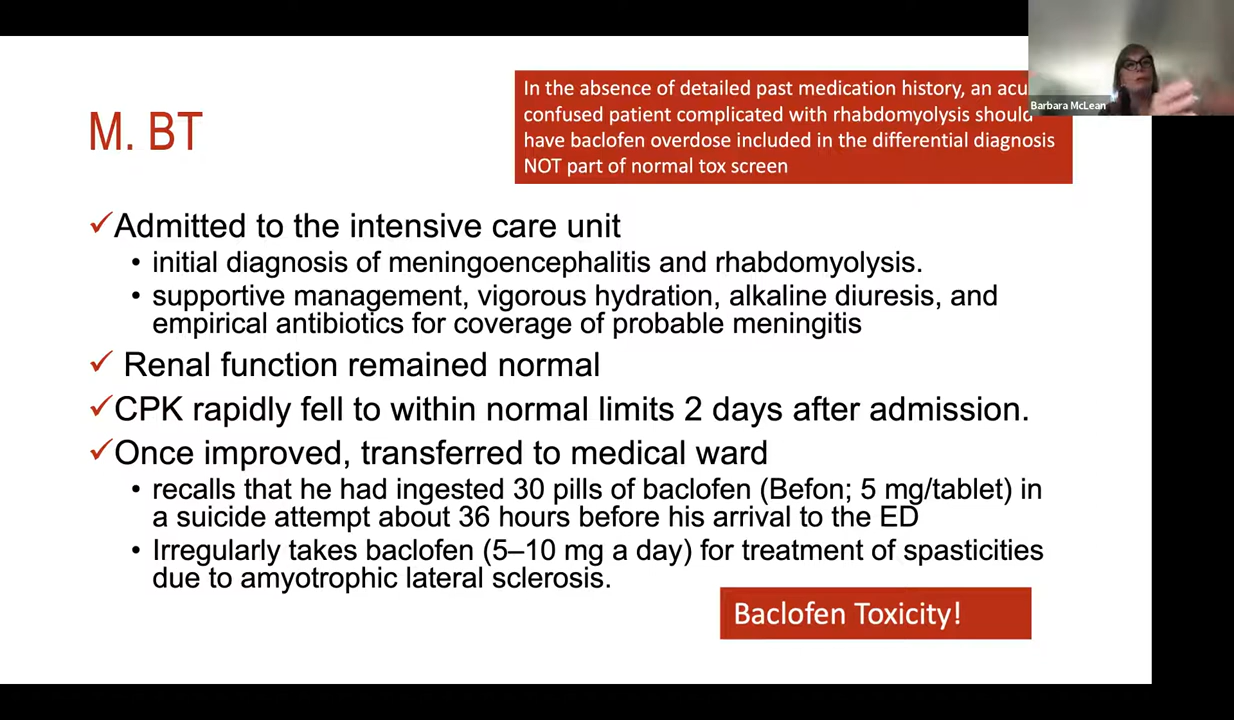 M. BT
In the absence of detailed past medication history, an acu
confused patient complicated with rhabdomyolysis should
have baclofen overdose included in the differential diagnosis
NOT part of normal tox screen
Barbara McLean
✓Admitted to the intensive care unit
• initial diagnosis of meningoencephalitis and rhabdomyolysis.
• supportive management, vigorous hydration, alkaline diuresis, and
empirical antibiotics for coverage of probable meningitis
✓ Renal function remained normal
✓CPK rapidly fell to within normal limits 2 days after admission.
✓Once improved, transferred to medical ward
• recalls that he had ingested 30 pills of baclofen (Befon; 5 mg/tablet) in
a suicide attempt about 36 hours before his arrival to the ED
• Irregularly takes baclofen (5–10 mg a day) for treatment of spasticities
due to amyotrophic lateral sclerosis.
Baclofen Toxicity!